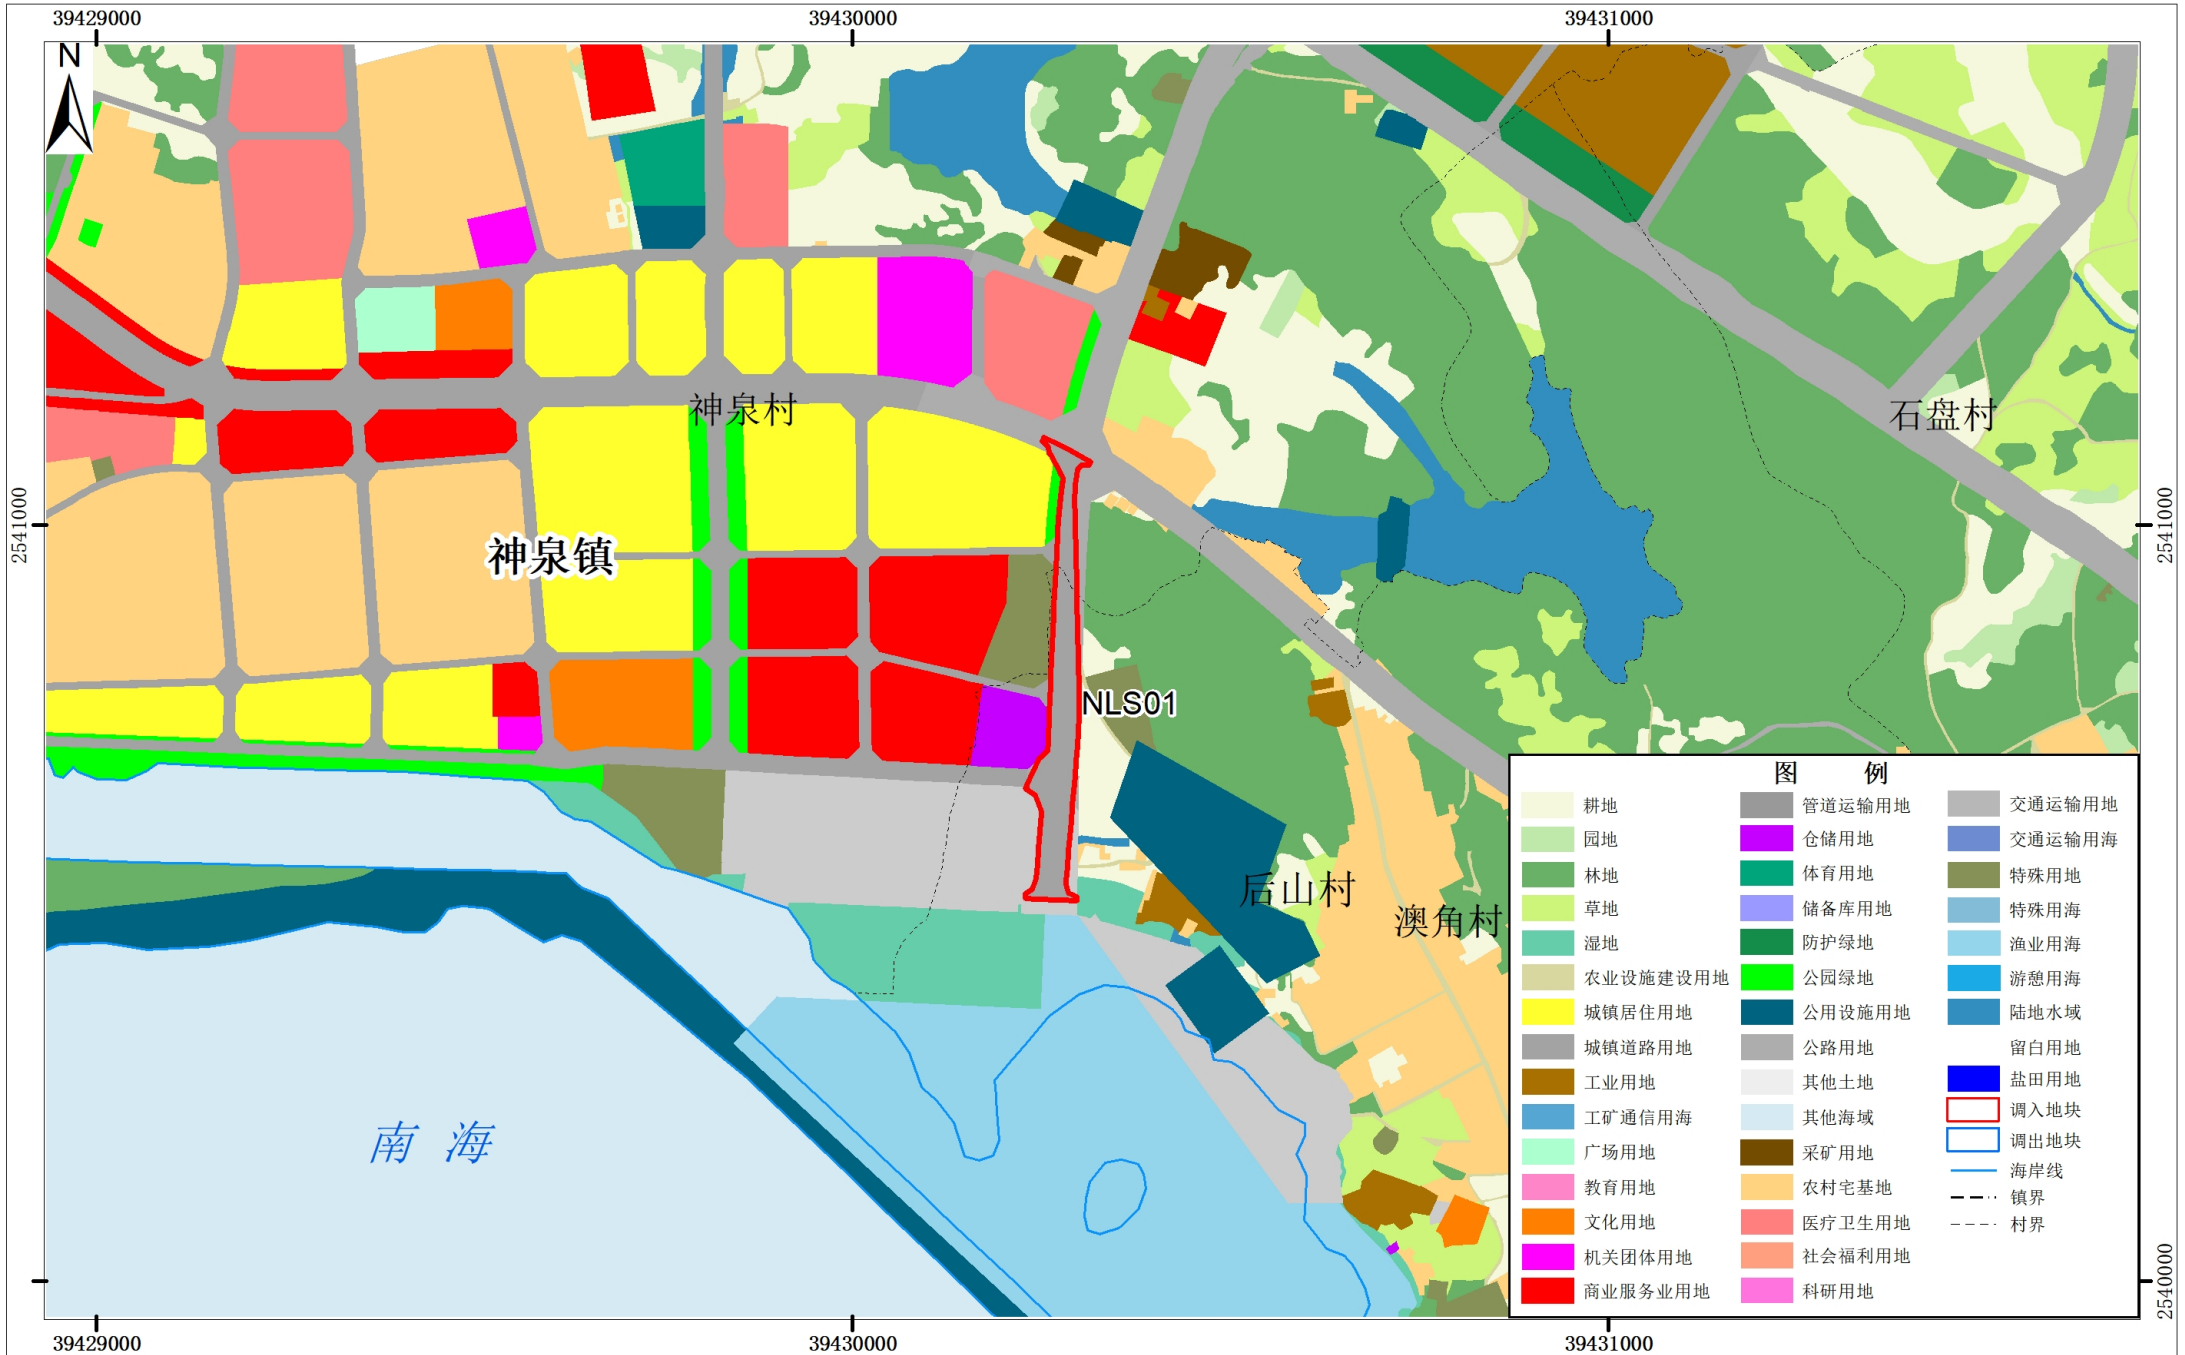 39429000 39430000 39431000
N
神泉村
石盘村
2541000 2541000
神泉镇
NLS01
后山村
澳角村
南 海
图 例
耕地 管道运输用地 交通运输用地
园地 仓储用地 交通运输用海
林地 体育用地 特殊用地
草地 储备库用地 特殊用海
湿地 防护绿地 渔业用海
农业设施建设用地 公园绿地 游憩用海
城镇居住用地 公用设施用地 陆地水域
城镇道路用地 公路用地 留白用地
工业用地 其他土地 盐田用地
工矿通信用海 其他海域 调入地块
广场用地 采矿用地 调出地块
教育用地 农村宅基地 海岸线
文化用地 医疗卫生用地 镇界
机关团体用地 社会福利用地 村界
商业服务业用地 科研用地
2540000
39429000 39430000 39431000